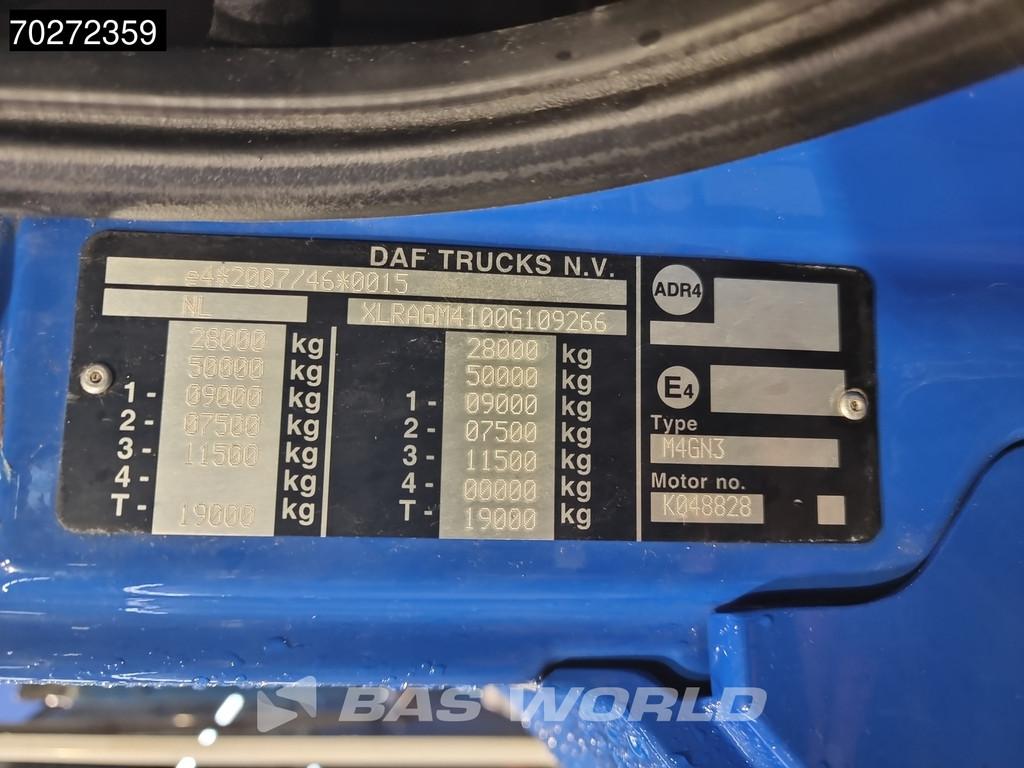 70272359
DAF TRUCKS N.V.
e4*2007/46*0015
NL XLRAGM4100G109266
28000 kg 28000 kg
50000 kg 50000 kg
1- 09000 kg 1- 09000 kg
2- 07500 kg 2- 07500 kg
3- 11500 kg 3- 11500 kg
4- kg 4- 00000 kg
T- 19000 kg T- 19000 kg
ADR4
E4
Type
M4GN3
Motor no.
K048828
BAS WORLD